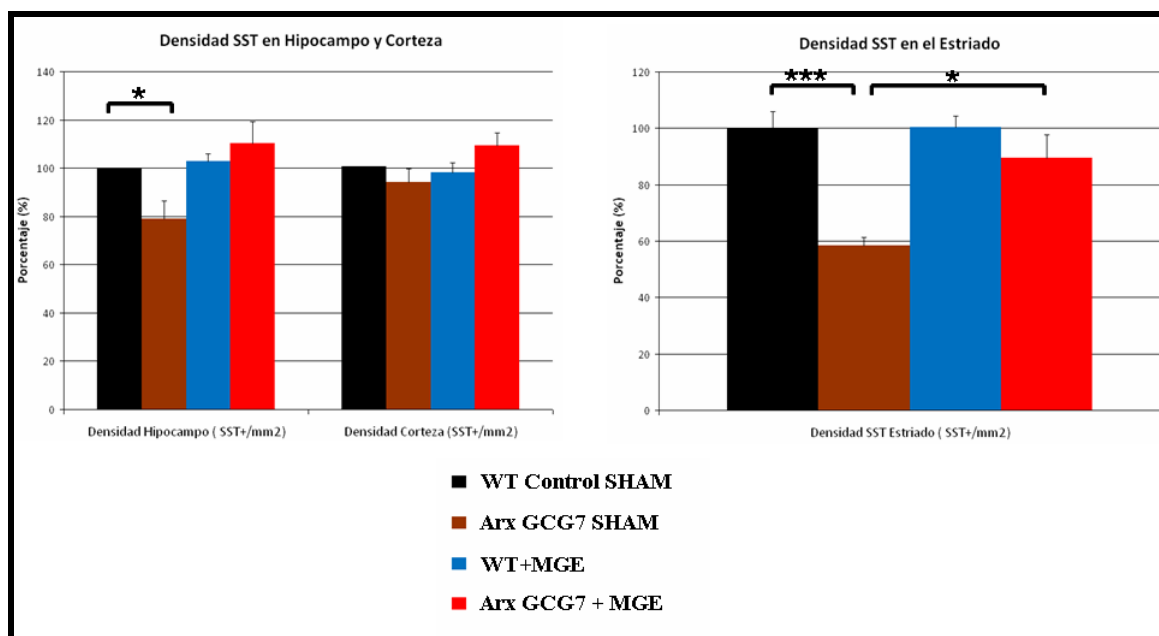 Densidad SST en Hipocampo y Corteza
Porcentaje (%)
140
120
100
80
60
40
20
0
*
Densidad Hipocampo ( SST+/mm2)
Densidad Corteza (SST+/mm2)
Densidad SST en el Estriado
Porcentaje (%)
120
100
80
60
40
20
0
***
*
Densidad SST Estriado ( SST+/mm2)
WT Control SHAM
Arx GCG7 SHAM
WT+MGE
Arx GCG7 + MGE